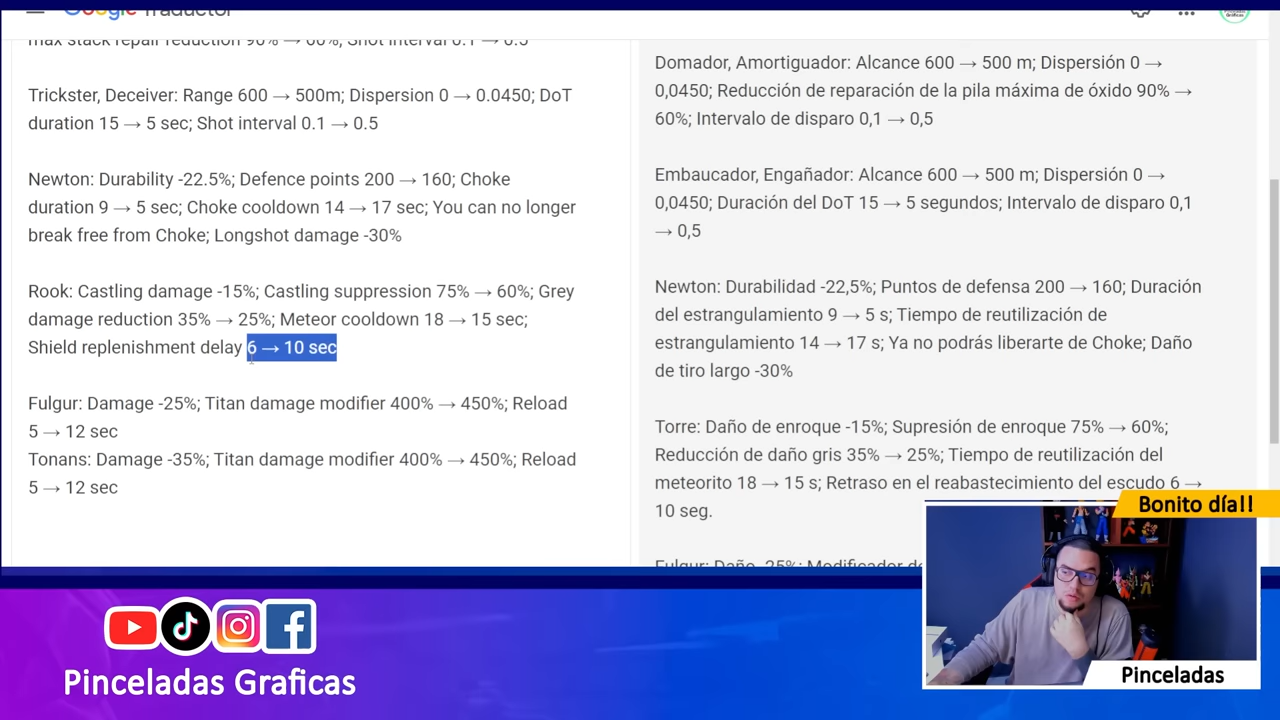 Google Traductor
max stack repair reduction 90% → 60%; Shot interval 0.1 → 0.5
Trickster, Deceiver: Range 600 → 500m; Dispersion 0 → 0.0450; DoT
duration 15 → 5 sec; Shot interval 0.1 → 0.5
Newton: Durability -22.5%; Defence points 200 → 160; Choke
duration 9 → 5 sec; Choke cooldown 14 → 17 sec; You can no longer
break free from Choke; Longshot damage -30%
Rook: Castling damage -15%; Castling suppression 75% → 60%; Grey
damage reduction 35% → 25%; Meteor cooldown 18 → 15 sec;
Shield replenishment delay 6 → 10 sec
Fulgur: Damage -25%; Titan damage modifier 400% → 450%; Reload
5 → 12 sec
Tonans: Damage -35%; Titan damage modifier 400% → 450%; Reload
5 → 12 sec
Domador, Amortiguador: Alcance 600 → 500 m; Dispersión 0 →
0,0450; Reducción de reparación de la pila máxima de óxido 90% →
60%; Intervalo de disparo 0,1 → 0,5
Embaucador, Engañador: Alcance 600 → 500 m; Dispersión 0 →
0,0450; Duración del DoT 15 → 5 segundos; Intervalo de disparo 0,1
→ 0,5
Newton: Durabilidad -22,5%; Puntos de defensa 200 → 160; Duración
del estrangulamiento 9 → 5 s; Tiempo de reutilización de
estrangulamiento 14 → 17 s; Ya no podrás liberarte de Choke; Daño
de tiro largo -30%
Torre: Daño de enroque -15%; Supresión de enroque 75% → 60%;
Reducción de daño gris 35% → 25%; Tiempo de reutilización del
meteorito 18 → 15 s; Retraso en el reabastecimiento del escudo 6 →
10 seg.
Fulgur: Daño -25%; Modificador de
Bonito día!!
Pinceladas
Pinceladas Graficas